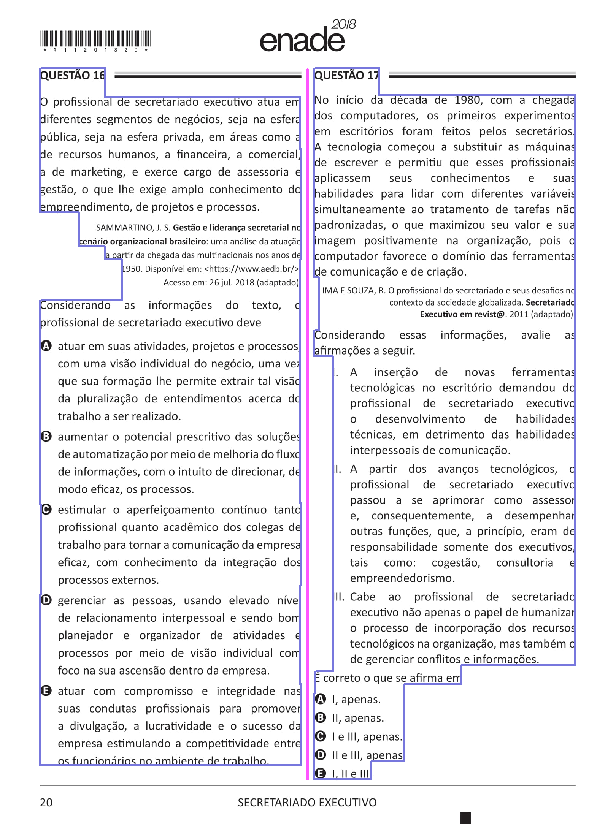 *R1120182O*
enade2018
QUESTÃO 16
O profissional de secretariado executivo atua em
diferentes segmentos de negócios, seja na esfera
pública, seja na esfera privada, em áreas como a
de recursos humanos, a financeira, a comercial,
a de marketing, e exerce cargo de assessoria e
gestão, o que lhe exige amplo conhecimento do
empreendimento, de projetos e processos.
SAMMARTINO, J. S. Gestão e liderança secretarial no
cenário organizacional brasileiro: uma análise da atuação
a partir da chegada das multinacionais nos anos de
1950. Disponível em: <https://www.aedb.br/>.
Acesso em: 26 jul. 2018 (adaptado).
Considerando as informações do texto, o
profissional de secretariado executivo deve
A atuar em suas atividades, projetos e processos,
com uma visão individual do negócio, uma vez
que sua formação lhe permite extrair tal visão
da pluralização de entendimentos acerca do
trabalho a ser realizado.
B aumentar o potencial prescritivo das soluções
de automatização por meio de melhoria do fluxo
de informações, com o intuito de direcionar, de
modo eficaz, os processos.
C estimular o aperfeiçoamento contínuo tanto
profissional quanto acadêmico dos colegas de
trabalho para tornar a comunicação da empresa
eficaz, com conhecimento da integração dos
processos externos.
D gerenciar as pessoas, usando elevado nível
de relacionamento interpessoal e sendo bom
planejador e organizador de atividades e
processos por meio de visão individual com
foco na sua ascensão dentro da empresa.
E atuar com compromisso e integridade nas
suas condutas profissionais para promover
a divulgação, a lucratividade e o sucesso da
empresa estimulando a competitividade entre
os funcionários no ambiente de trabalho.
QUESTÃO 17
No início da década de 1980, com a chegada
dos computadores, os primeiros experimentos
em escritórios foram feitos pelos secretários.
A tecnologia começou a substituir as máquinas
de escrever e permitiu que esses profissionais
aplicassem seus conhecimentos e suas
habilidades para lidar com diferentes variáveis
simultaneamente ao tratamento de tarefas não
padronizadas, o que maximizou seu valor e sua
imagem positivamente na organização, pois o
computador favorece o domínio das ferramentas
de comunicação e de criação.
LIMA E SOUZA, R. O profissional do secretariado e seus desafios no
contexto da sociedade globalizada. Secretariado
Executivo em revist@. 2011 (adaptado).
Considerando essas informações, avalie as
afirmações a seguir.
I. A inserção de novas ferramentas
tecnológicas no escritório demandou do
profissional de secretariado executivo
o desenvolvimento de habilidades
técnicas, em detrimento das habilidades
interpessoais de comunicação.
II. A partir dos avanços tecnológicos, o
profissional de secretariado executivo
passou a se aprimorar como assessor
e, consequentemente, a desempenhar
outras funções, que, a princípio, eram de
responsabilidade somente dos executivos,
tais como: cogestão, consultoria e
empreendedorismo.
III. Cabe ao profissional de secretariado
executivo não apenas o papel de humanizar
o processo de incorporação dos recursos
tecnológicos na organização, mas também o
de gerenciar conflitos e informações.
É correto o que se afirma em
A I, apenas.
B II, apenas.
C I e III, apenas.
D II e III, apenas.
E I, II e III.
20
SECRETARIADO EXECUTIVO